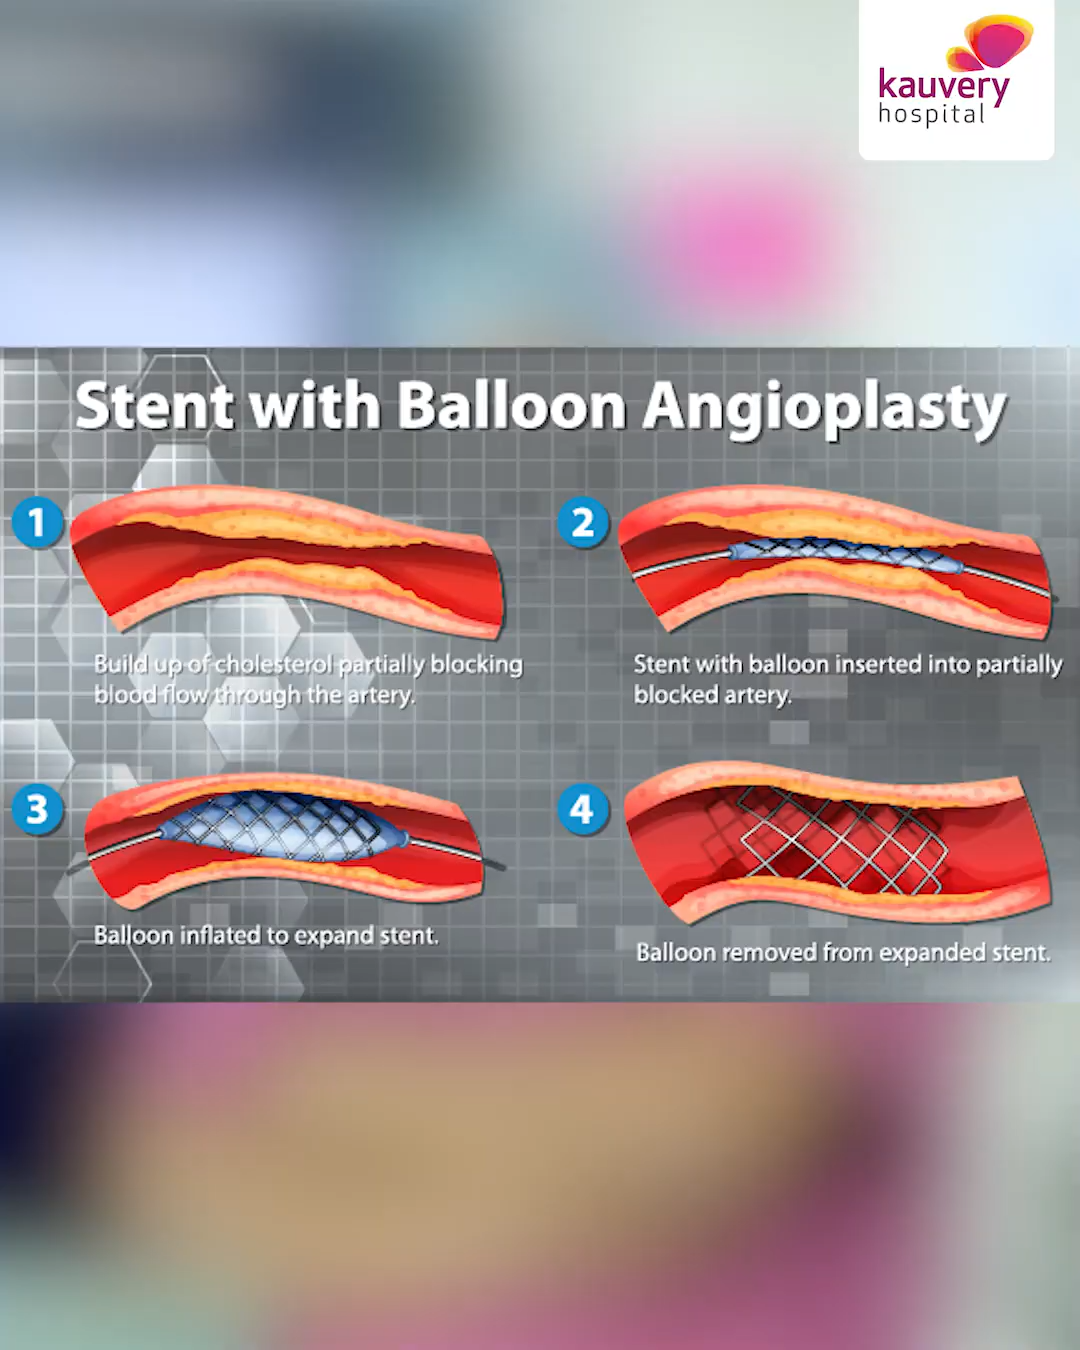 kauvery
hospital
Stent with Balloon Angioplasty
1
Build up of cholesterol partially blocking
blood flow through the artery.
2
Stent with balloon inserted into partially
blocked artery.
3
Balloon inflated to expand stent.
4
Balloon removed from expanded stent.